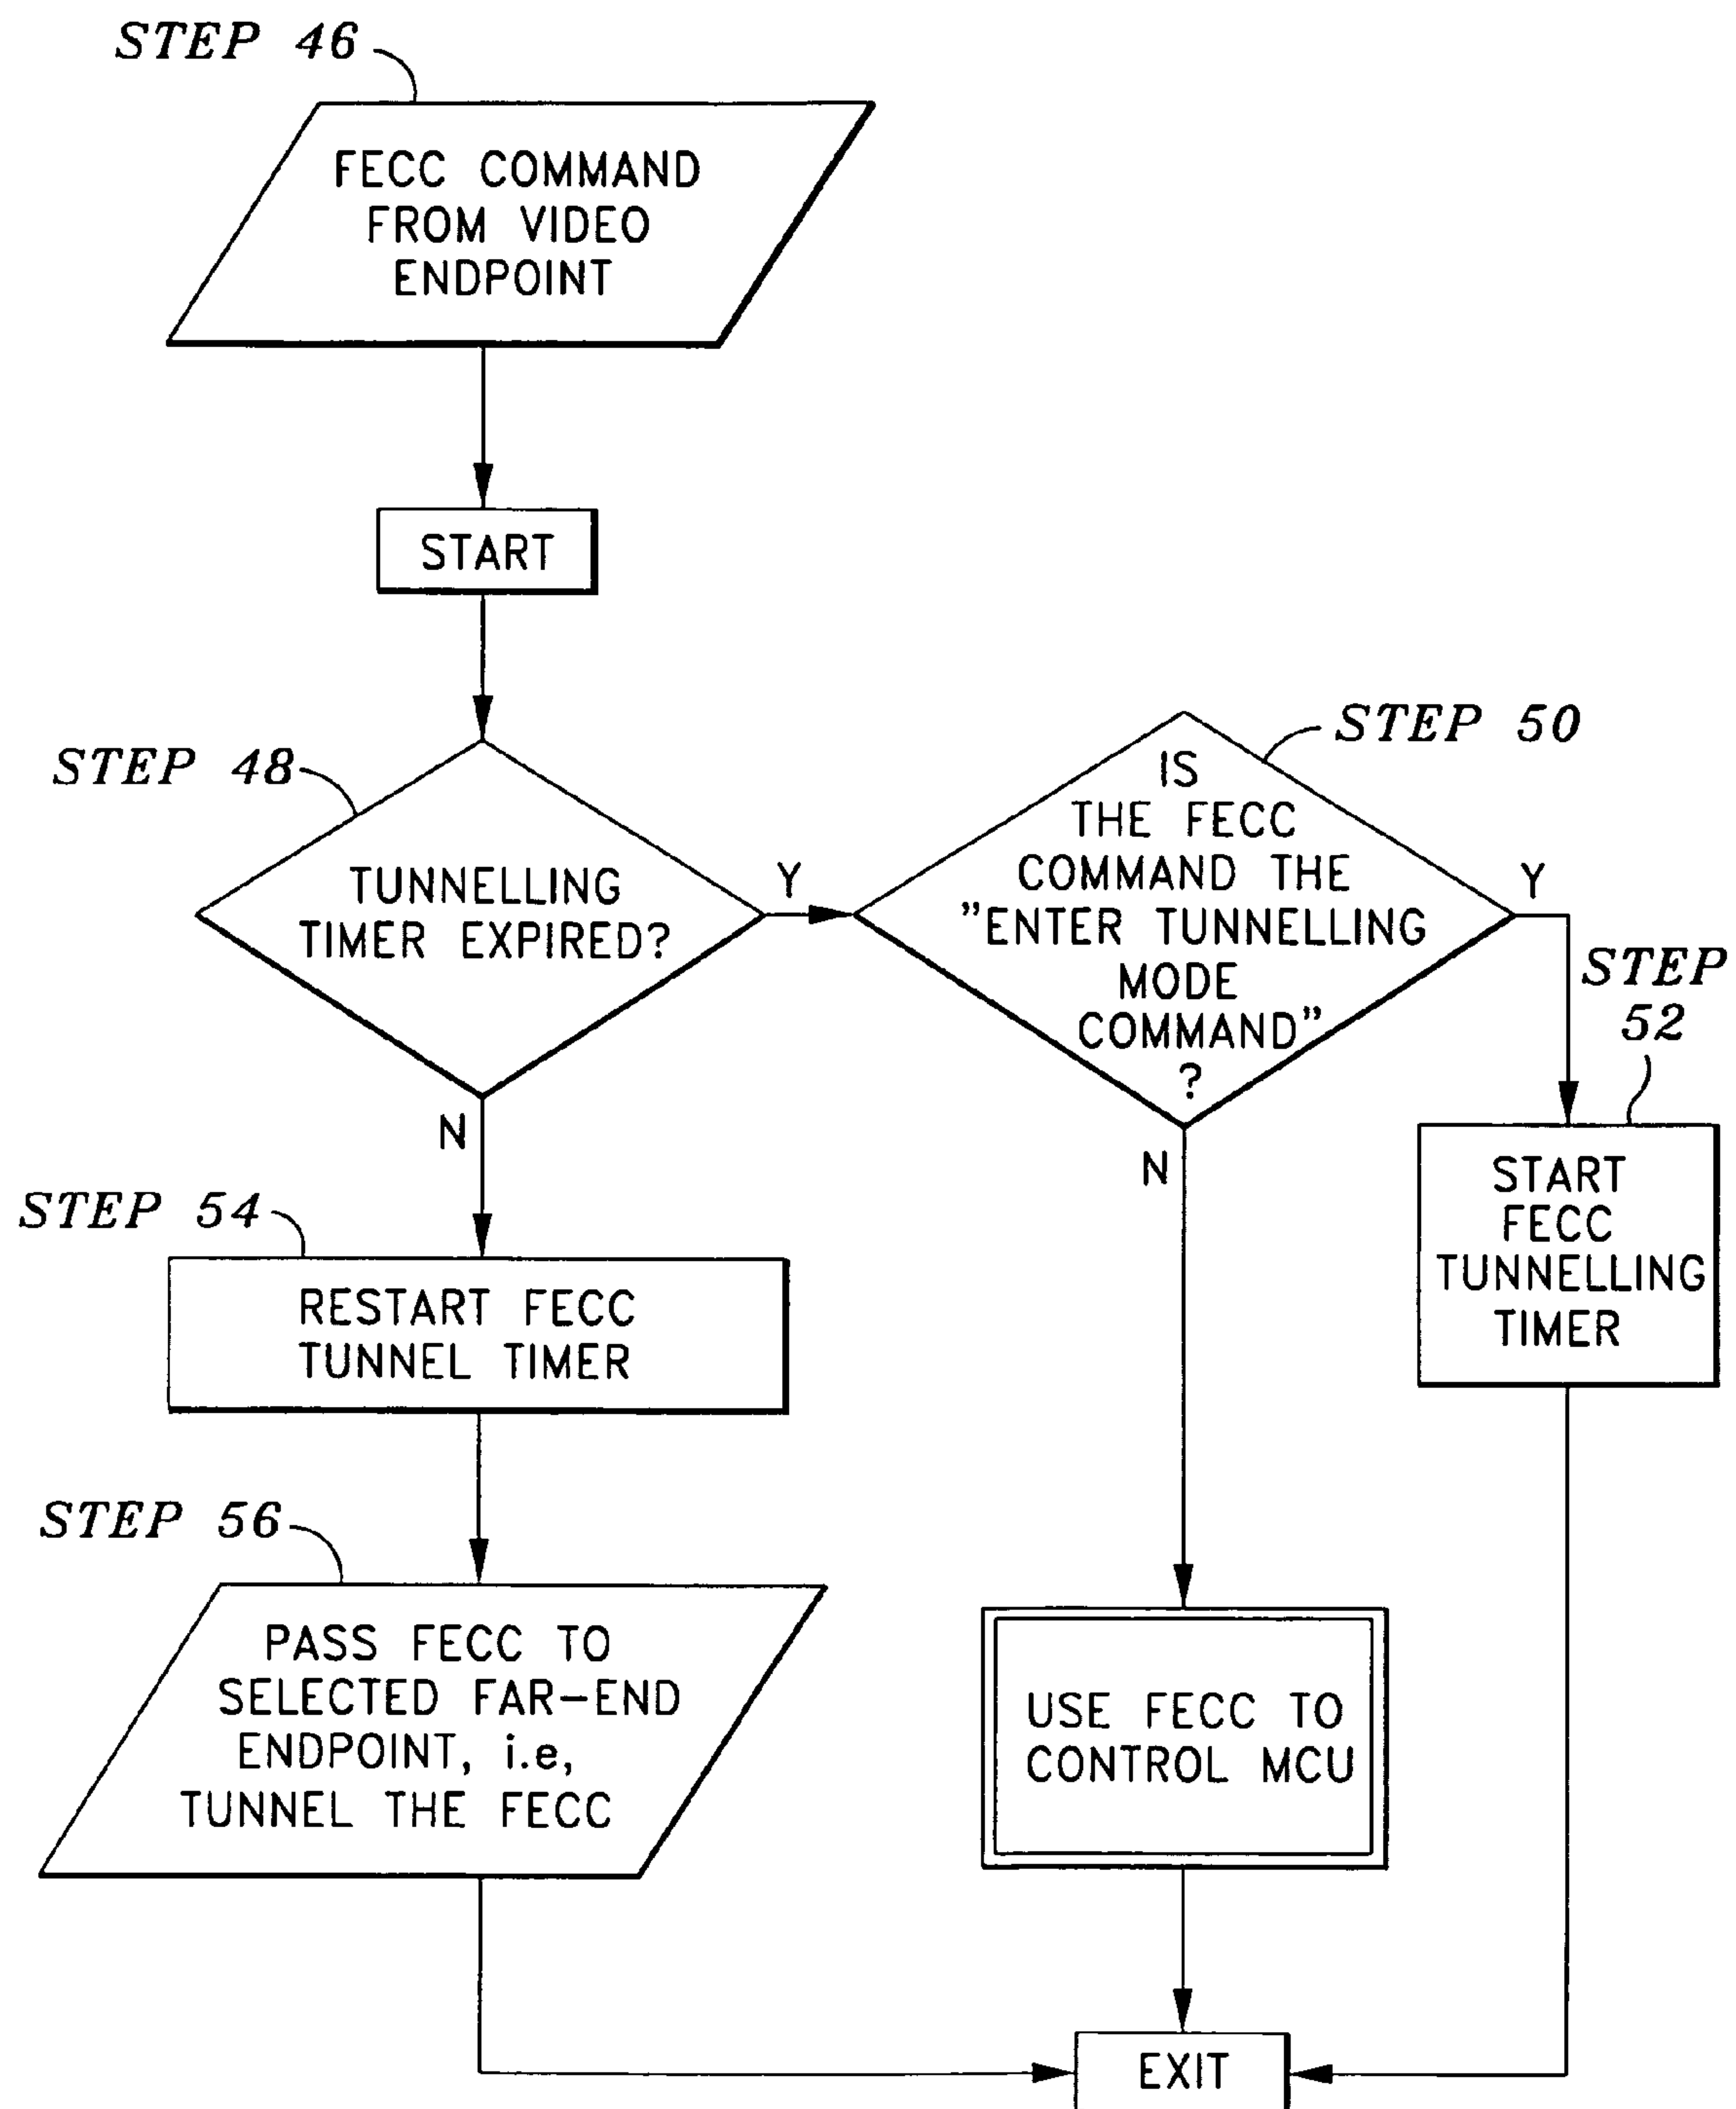 STEP 46
FECC COMMAND
FROM VIDEO
ENDPOINT
START
STEP 48
TUNNELLING
TIMER EXPIRED?
Y
N
STEP 50
IS
THE FECC
COMMAND THE
"ENTER TUNNELLING
MODE
COMMAND"
?
Y
N
STEP
52
START
FECC
TUNNELLING
TIMER
STEP 54
RESTART FECC
TUNNEL TIMER
STEP 56
PASS FECC TO
SELECTED FAR-END
ENDPOINT, i.e,
TUNNEL THE FECC
USE FECC TO
CONTROL MCU
EXIT